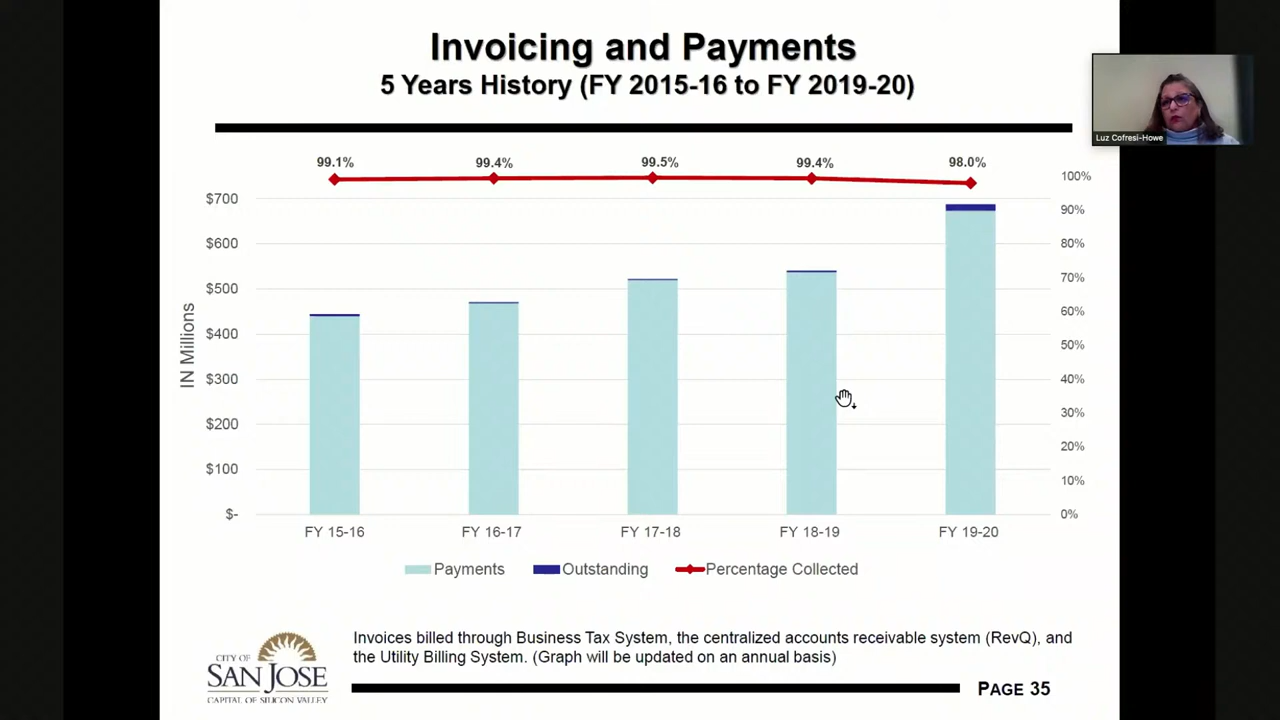 Invoicing and Payments
5 Years History (FY 2015-16 to FY 2019-20)
Luz Cofresi-Howe
99.1%
99.4%
99.5%
99.4%
98.0%
$700
$600
$500
$400
$300
$200
$100
$-
IN Millions
100%
90%
80%
70%
60%
50%
40%
30%
20%
10%
0%
FY 15-16
FY 16-17
FY 17-18
FY 18-19
FY 19-20
Payments
Outstanding
Percentage Collected
Invoices billed through Business Tax System, the centralized accounts receivable system (RevQ), and
the Utility Billing System. (Graph will be updated on an annual basis)
CITY OF
SAN JOSE
CAPITAL OF SILICON VALLEY
PAGE 35